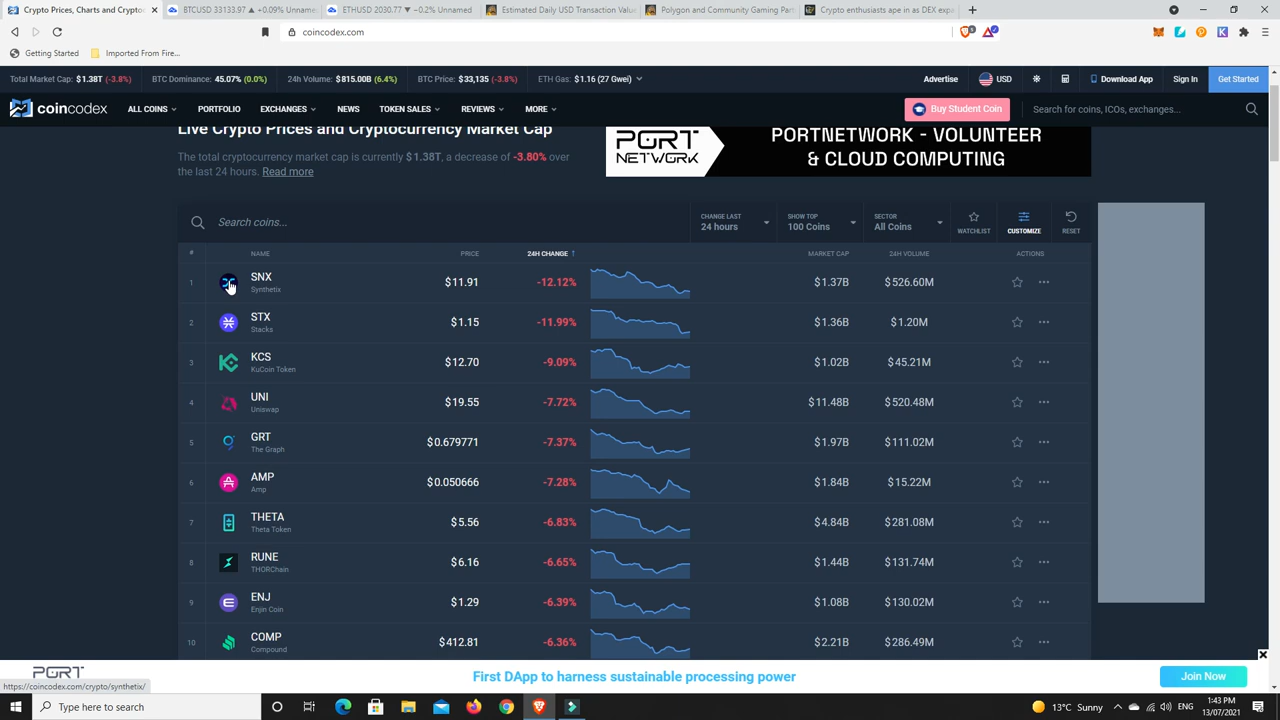 Crypto Prices, Charts and Cryptoc
BTCUSD 33133.97 ▲ +0.09% Unname
ETHUSD 2030.77 ▼ −0.2% Unnamed
Estimated Daily USD Transaction Valu
Polygon and Community Gaming Part
Crypto enthusiasts ape in as DEX expa
coincodex.com
Getting Started
Imported From Fire...
Total Market Cap: $1.38T (-3.8%)
BTC Dominance: 45.07% (0.0%)
24h Volume: $815.00B (6.4%)
BTC Price: $33,135 (-3.8%)
ETH Gas: $1.16 (27 Gwei)
Advertise
USD
Download App
Sign In
Get Started
coincodex
ALL COINS
PORTFOLIO
EXCHANGES
NEWS
TOKEN SALES
REVIEWS
MORE
Buy Student Coin
Search for coins, ICOs, exchanges...
Live Crypto Prices and Cryptocurrency Market Cap
The total cryptocurrency market cap is currently $1.38T, a decrease of -3.80% over
the last 24 hours. Read more
PORT
NETWORK
PORTNETWORK - VOLUNTEER
& CLOUD COMPUTING
Search coins...
CHANGE LAST
24 hours
SHOW TOP
100 Coins
SECTOR
All Coins
WATCHLIST
CUSTOMIZE
RESET
# NAME PRICE 24H CHANGE ↑ MARKET CAP 24H VOLUME ACTIONS
1 SNX $11.91 -12.12% $1.37B $526.60M
Synthetix
2 STX $1.15 -11.99% $1.36B $1.20M
Stacks
3 KCS $12.70 -9.09% $1.02B $45.21M
KuCoin Token
4 UNI $19.55 -7.72% $11.48B $520.48M
Uniswap
5 GRT $0.679771 -7.37% $1.97B $111.02M
The Graph
6 AMP $0.050666 -7.28% $1.84B $15.22M
Amp
7 THETA $5.56 -6.83% $4.84B $281.08M
Theta Token
8 RUNE $6.16 -6.65% $1.44B $131.74M
THORChain
9 ENJ $1.29 -6.39% $1.08B $130.02M
Enjin Coin
10 COMP $412.81 -6.36% $2.21B $286.49M
Compound
PORT
First DApp to harness sustainable processing power
Join Now
https://coincodex.com/crypto/synthetix/
Type here to search
13°C Sunny
ENG
1:43 PM
13/07/2021